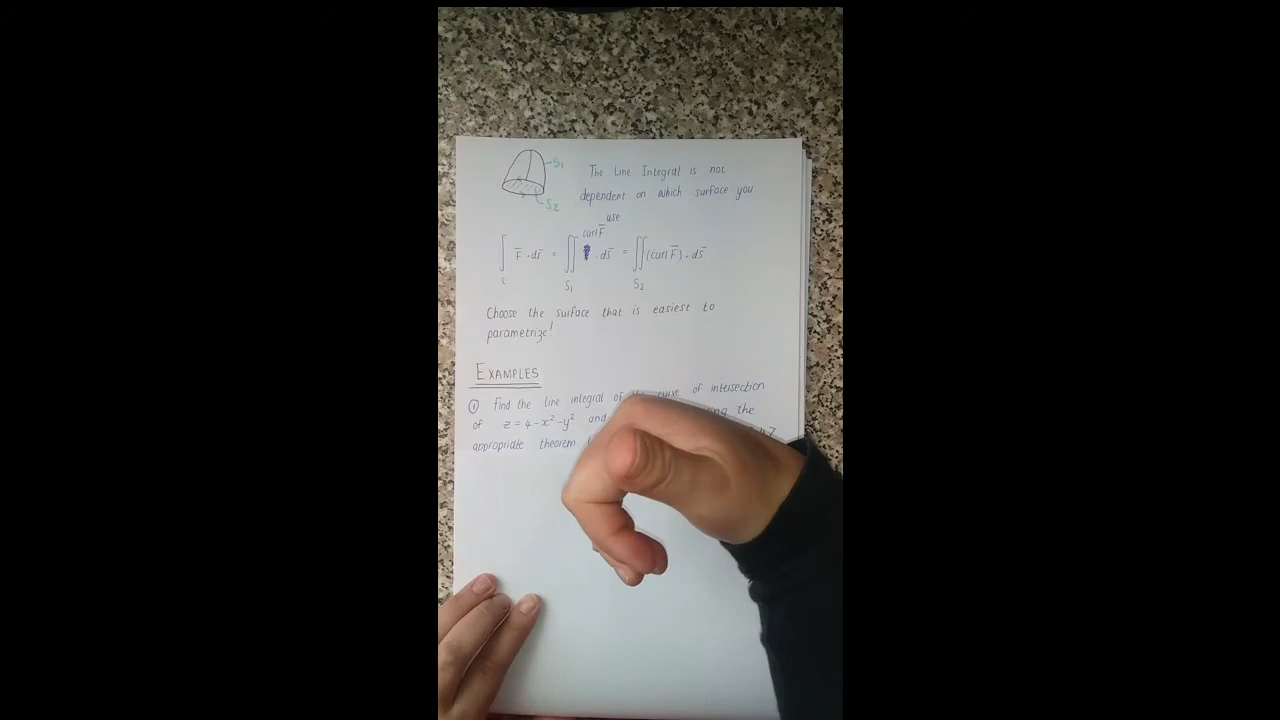 S1
S2
The Line Integral is not
dependent on which surface you
use
∫ F̅ · dr̅ = ∬ curl F̅ · ds̅ = ∬ (curl F̅) · ds̅
c S1 S2
Choose the surface that is easiest to
parametrize!
EXAMPLES
① Find the line integral of the curve of intersection
of z = 4 - x² - y² and the
appropriate theorem